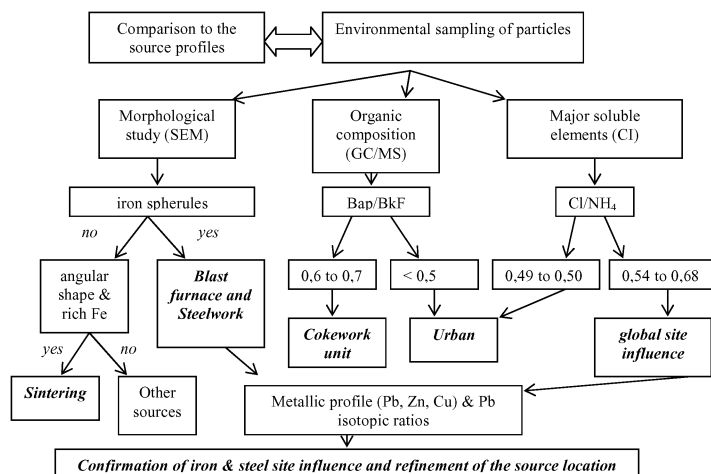 Comparison to the
source profiles
Environmental sampling of particles
Morphological
study (SEM)
Organic
composition
(GC/MS)
Major soluble
elements (CI)
iron spherules
Bap/BkF
Cl/NH₄
no
yes
angular
shape &
rich Fe
Blast
furnace and
Steelwork
0,6 to 0,7
< 0,5
0,49 to 0,50
0,54 to 0,68
Cokework
unit
Urban
global site
influence
yes
no
Sintering
Other
sources
Metallic profile (Pb, Zn, Cu) & Pb
isotopic ratios
Confirmation of iron & steel site influence and refinement of the source location